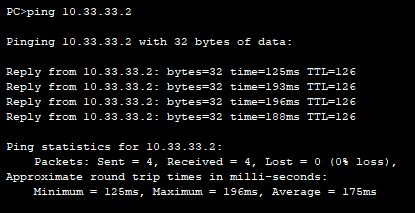 PC>ping 10.33.33.2
Pinging 10.33.33.2 with 32 bytes of data:
Reply from 10.33.33.2: bytes=32 time=125ms TTL=126
Reply from 10.33.33.2: bytes=32 time=193ms TTL=126
Reply from 10.33.33.2: bytes=32 time=196ms TTL=126
Reply from 10.33.33.2: bytes=32 time=188ms TTL=126
Ping statistics for 10.33.33.2:
Packets: Sent = 4, Received = 4, Lost = 0 (0% loss),
Approximate round trip times in milli-seconds:
Minimum = 125ms, Maximum = 196ms, Average = 175ms